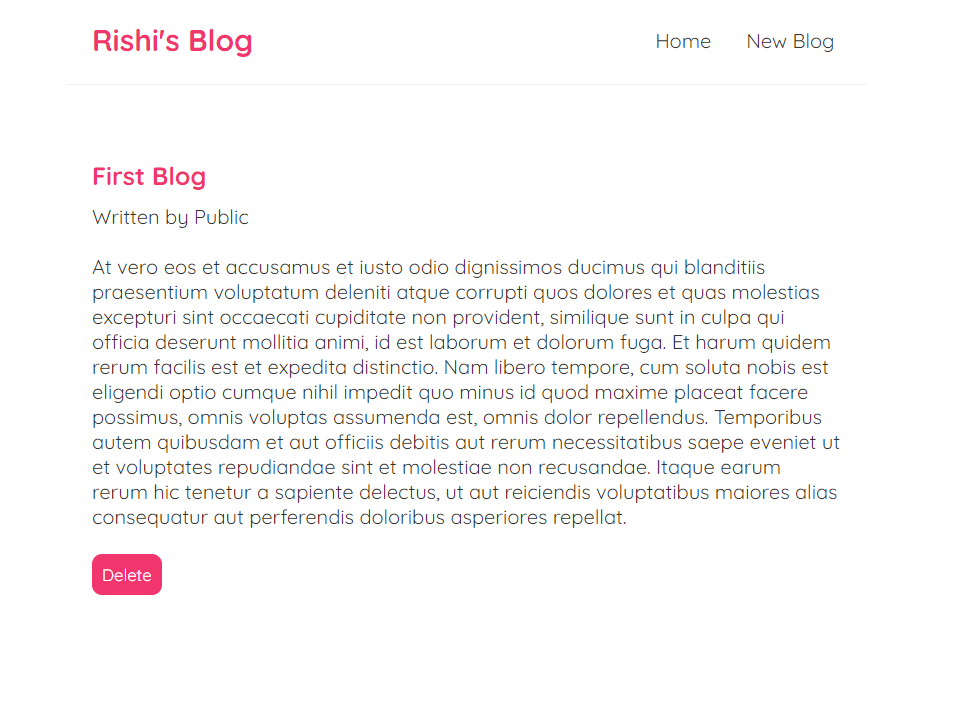 Rishi's Blog
Home New Blog
First Blog
Written by Public
At vero eos et accusamus et iusto odio dignissimos ducimus qui blanditiis
praesentium voluptatum deleniti atque corrupti quos dolores et quas molestias
excepturi sint occaecati cupiditate non provident, similique sunt in culpa qui
officia deserunt mollitia animi, id est laborum et dolorum fuga. Et harum quidem
rerum facilis est et expedita distinctio. Nam libero tempore, cum soluta nobis est
eligendi optio cumque nihil impedit quo minus id quod maxime placeat facere
possimus, omnis voluptas assumenda est, omnis dolor repellendus. Temporibus
autem quibusdam et aut officiis debitis aut rerum necessitatibus saepe eveniet ut
et voluptates repudiandae sint et molestiae non recusandae. Itaque earum
rerum hic tenetur a sapiente delectus, ut aut reiciendis voluptatibus maiores alias
consequatur aut perferendis doloribus asperiores repellat.
Delete